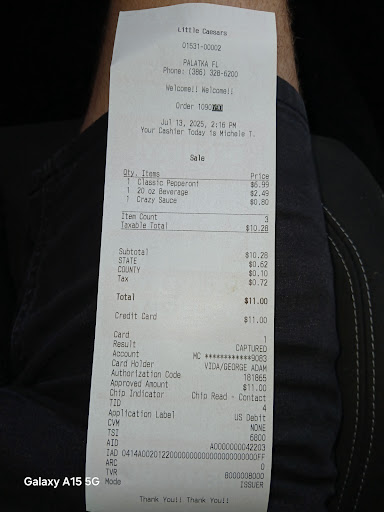 Little Caesars
01531-00002
PALATKA FL
Phone: (386) 328-6200
Welcome!! Welcome!!
Order 1090790
Jul 13, 2025, 2:16 PM
Your Cashier Today is Michele T.
Sale
Qty. Items Price
1 Classic Pepperoni $6.99
1 20 oz Beverage $2.49
1 Crazy Sauce $0.80
Item Count 3
Taxable Total $10.28
Subtotal $10.28
STATE $0.62
COUNTY $0.10
Tax $0.72
Total $11.00
Credit Card $11.00
Card 1
Result CAPTURED
Account MC ************9083
Card Holder VIDA/GEORGE ADAM
Authorization Code 181865
Approved Amount $11.00
Chip Indicator Chip Read - Contact
TID 4
Application Label US Debit
CVM NONE
TSI 6800
AID A0000000042203
IAD
ARC 0
TVR 8000008000
Mode ISSUER
Thank You!! Thank You!!
Galaxy A15 5G